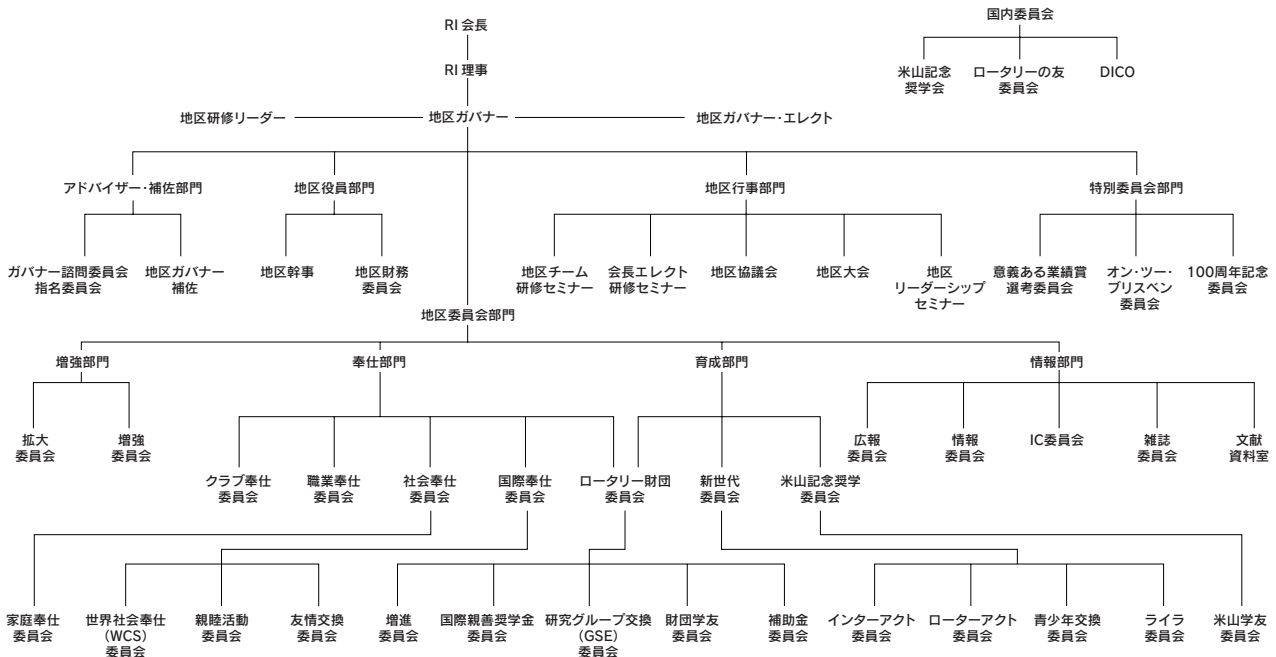 RI 会長
国内委員会
RI 理事
米山記念
奨学会
ロータリーの友
委員会
DICO
地区研修リーダー
地区ガバナー
地区ガバナー・エレクト
アドバイザー・補佐部門
地区役員部門
地区行事部門
特別委員会部門
ガバナー諮問委員会
指名委員会
地区ガバナー
補佐
地区幹事
地区財務
委員会
地区チーム
研修セミナー
会長エレクト
研修セミナー
地区協議会
地区大会
地区
リーダーシップ
セミナー
意義ある業績賞
選考委員会
オン・ツー・
ブリスベン
委員会
100周年記念
委員会
地区委員会部門
増強部門
奉仕部門
育成部門
情報部門
拡大
委員会
増強
委員会
広報
委員会
情報
委員会
IC委員会
雑誌
委員会
文献
資料室
クラブ奉仕
委員会
職業奉仕
委員会
社会奉仕
委員会
国際奉仕
委員会
ロータリー財団
委員会
新世代
委員会
米山記念奨学
委員会
家庭奉仕
委員会
世界社会奉仕
(WCS)
委員会
親睦活動
委員会
友情交換
委員会
増進
委員会
国際親善奨学金
委員会
研究グループ交換
(GSE)
委員会
財団学友
委員会
補助金
委員会
インターアクト
委員会
ローターアクト
委員会
青少年交換
委員会
ライラ
委員会
米山学友
委員会